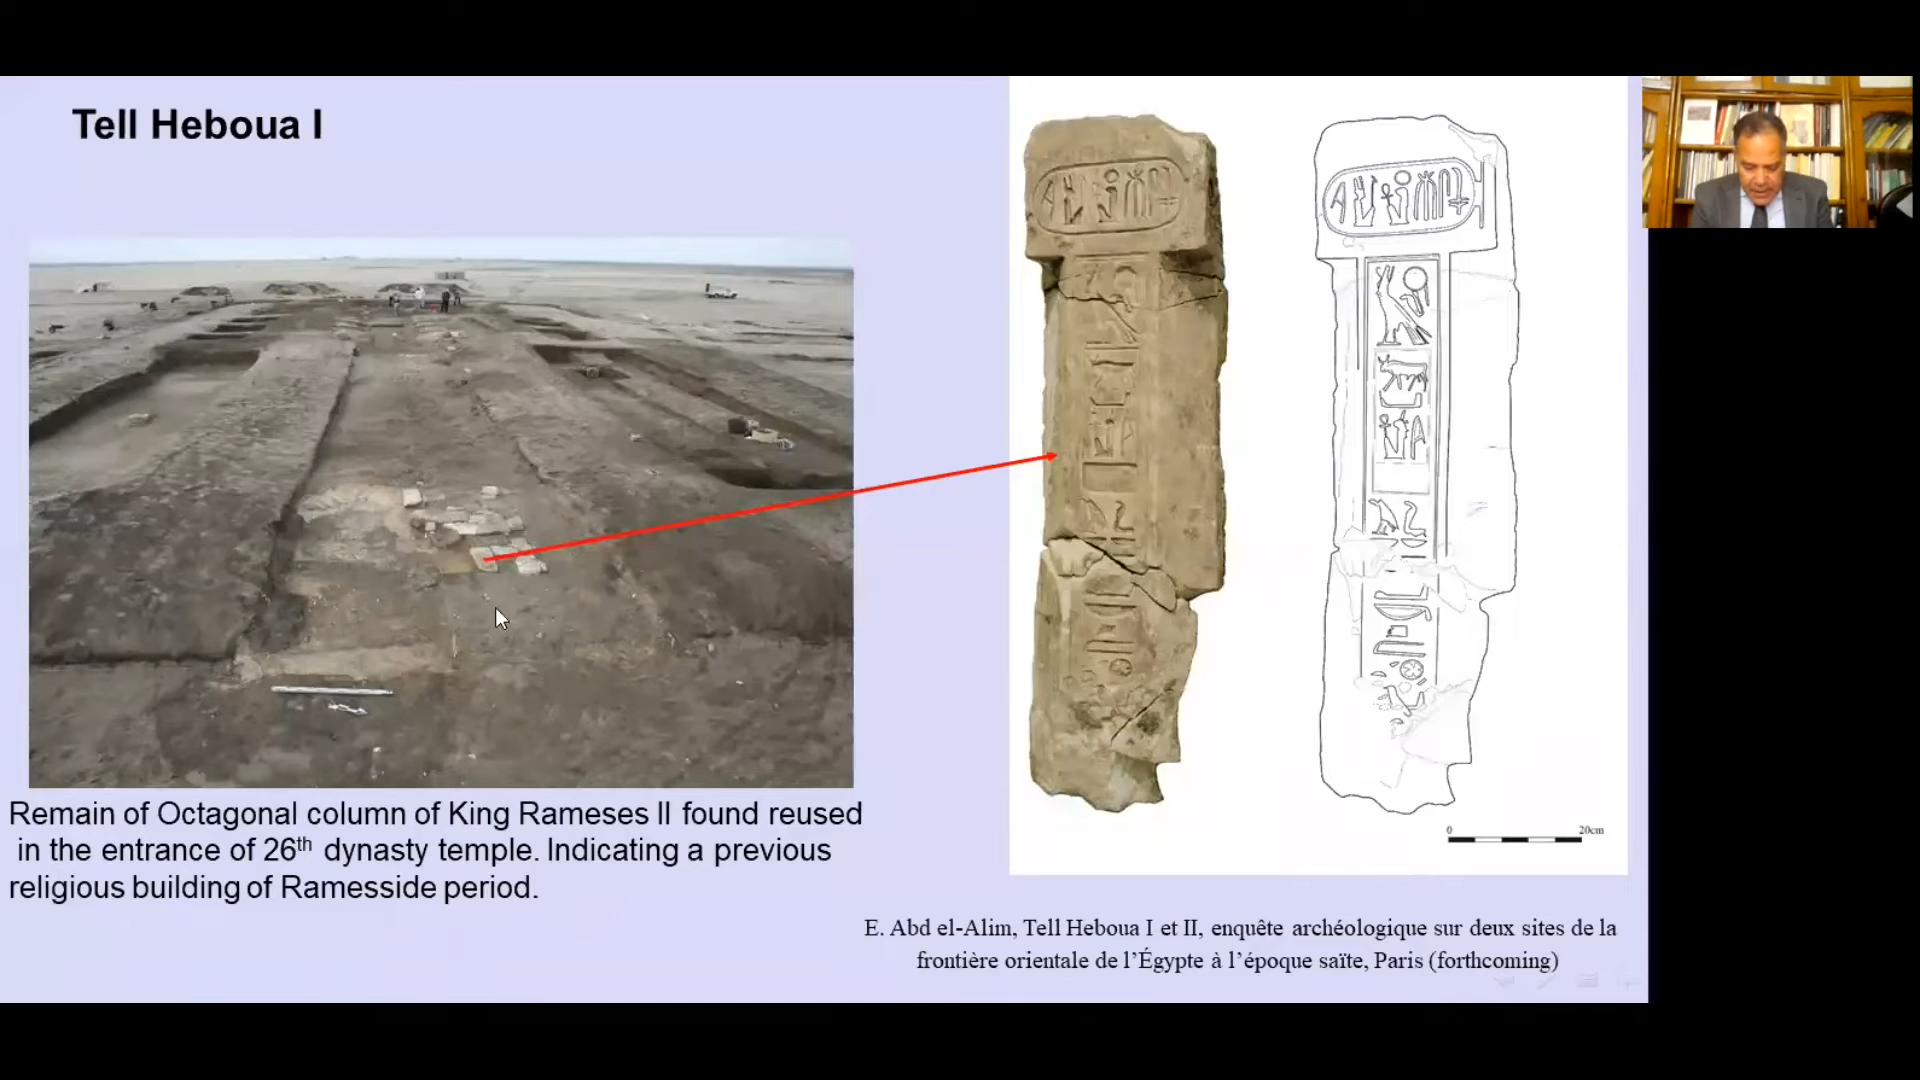 Tell Heboua I
Remain of Octagonal column of King Rameses II found reused
in the entrance of 26th dynasty temple. Indicating a previous
religious building of Ramesside period.
0 20cm
E. Abd el-Alim, Tell Heboua I et II, enquête archéologique sur deux sites de la
frontière orientale de l’Égypte à l’époque saïte, Paris (forthcoming)